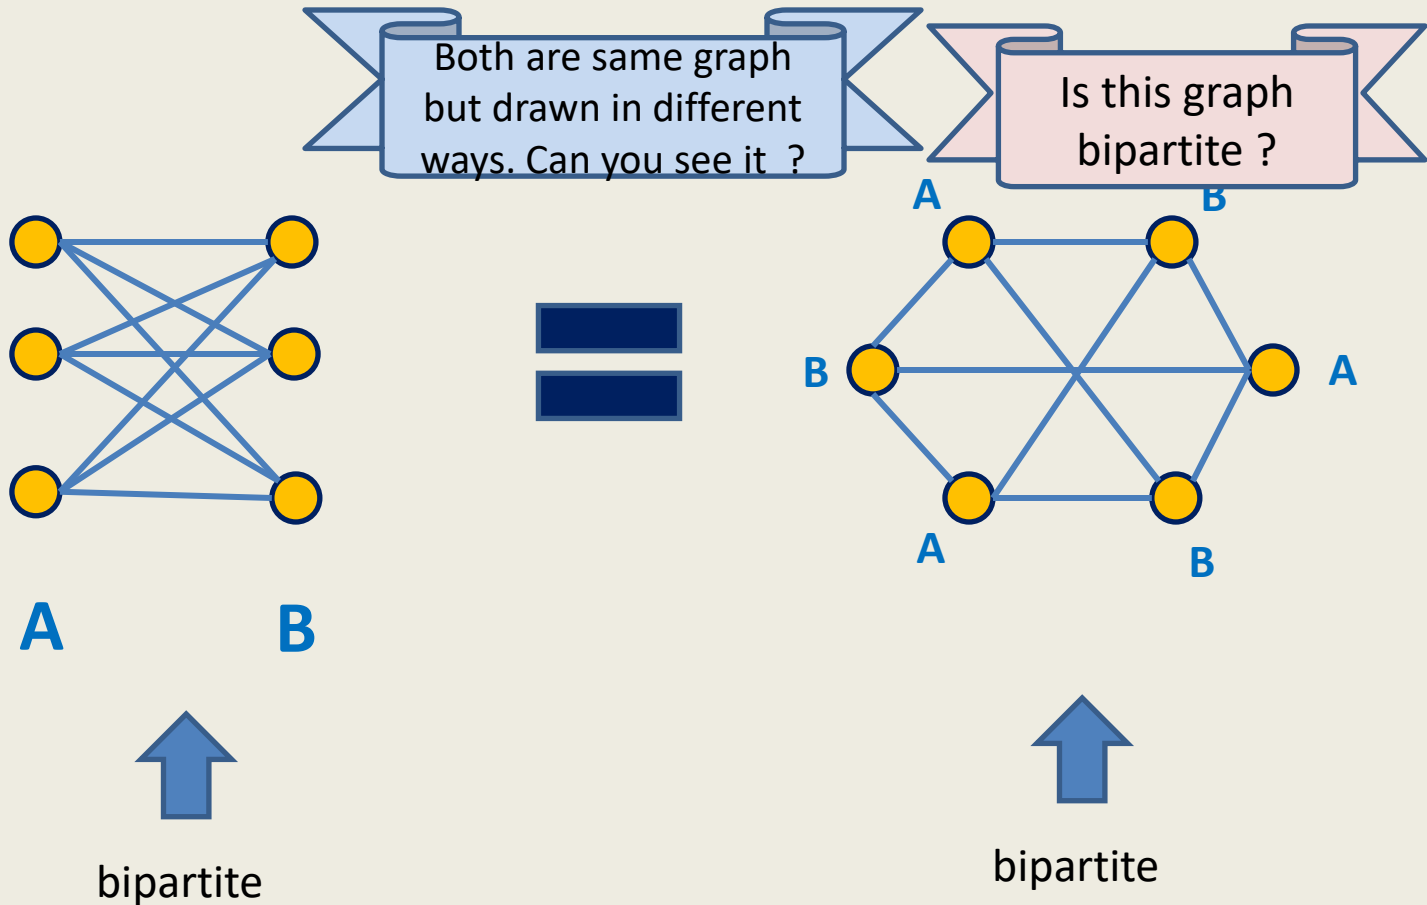 Both are same graph
but drawn in different
ways. Can you see it ?
Is this graph
bipartite ?
A
B
B
A
A
B
A
B
bipartite
bipartite